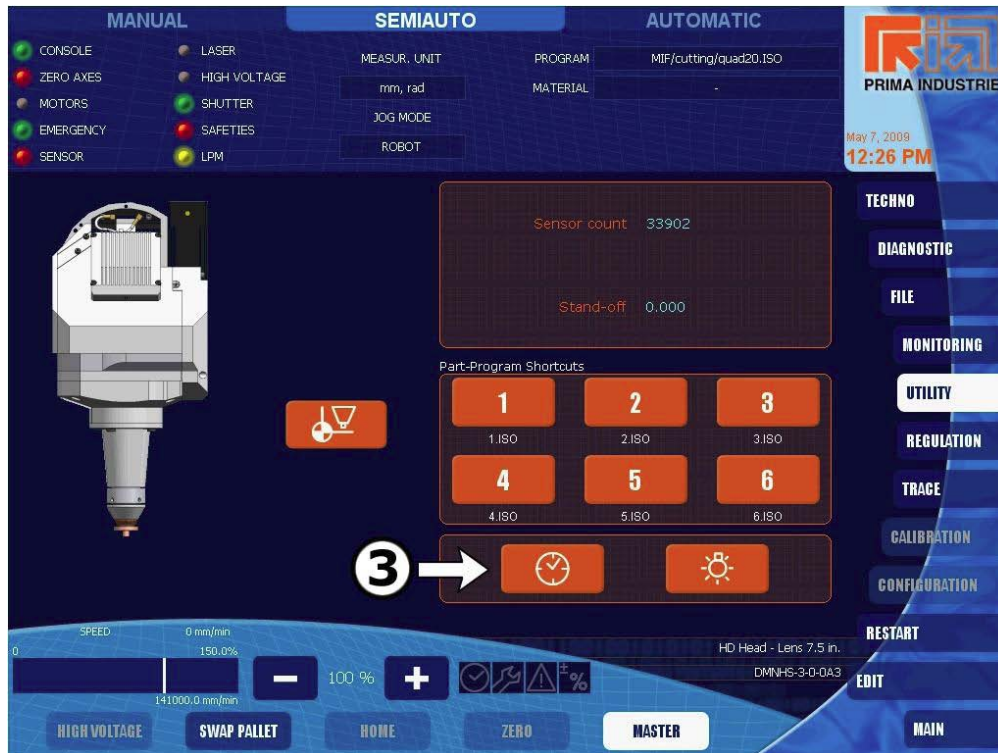 MANUAL
SEMIAUTO
AUTOMATIC
CONSOLE
ZERO AXES
MOTORS
EMERGENCY
SENSOR
LASER
HIGH VOLTAGE
SHUTTER
SAFETIES
LPM
MEASUR. UNIT
mm, rad
JOG MODE
ROBOT
PROGRAM
MIF/cutting/quad20.ISO
MATERIAL
-
PRIMA INDUSTRIE
May 7, 2009
12:26 PM
Sensor count 33902
Stand-off 0.000
Part-Program Shortcuts
1
2
3
1.ISO
2.ISO
3.ISO
4
5
6
4.ISO
5.ISO
6.ISO
3
TECHNO
DIAGNOSTIC
FILE
MONITORING
UTILITY
REGULATION
TRACE
CALIBRATION
CONFIGURATION
RESTART
EDIT
MAIN
SPEED
0 mm/min
0
150.0%
141000.0 mm/min
100 %
±%
HD Head - Lens 7.5 in.
DMNHS-3-0-0A3
HIGH VOLTAGE
SWAP PALLET
HOME
ZERO
MASTER